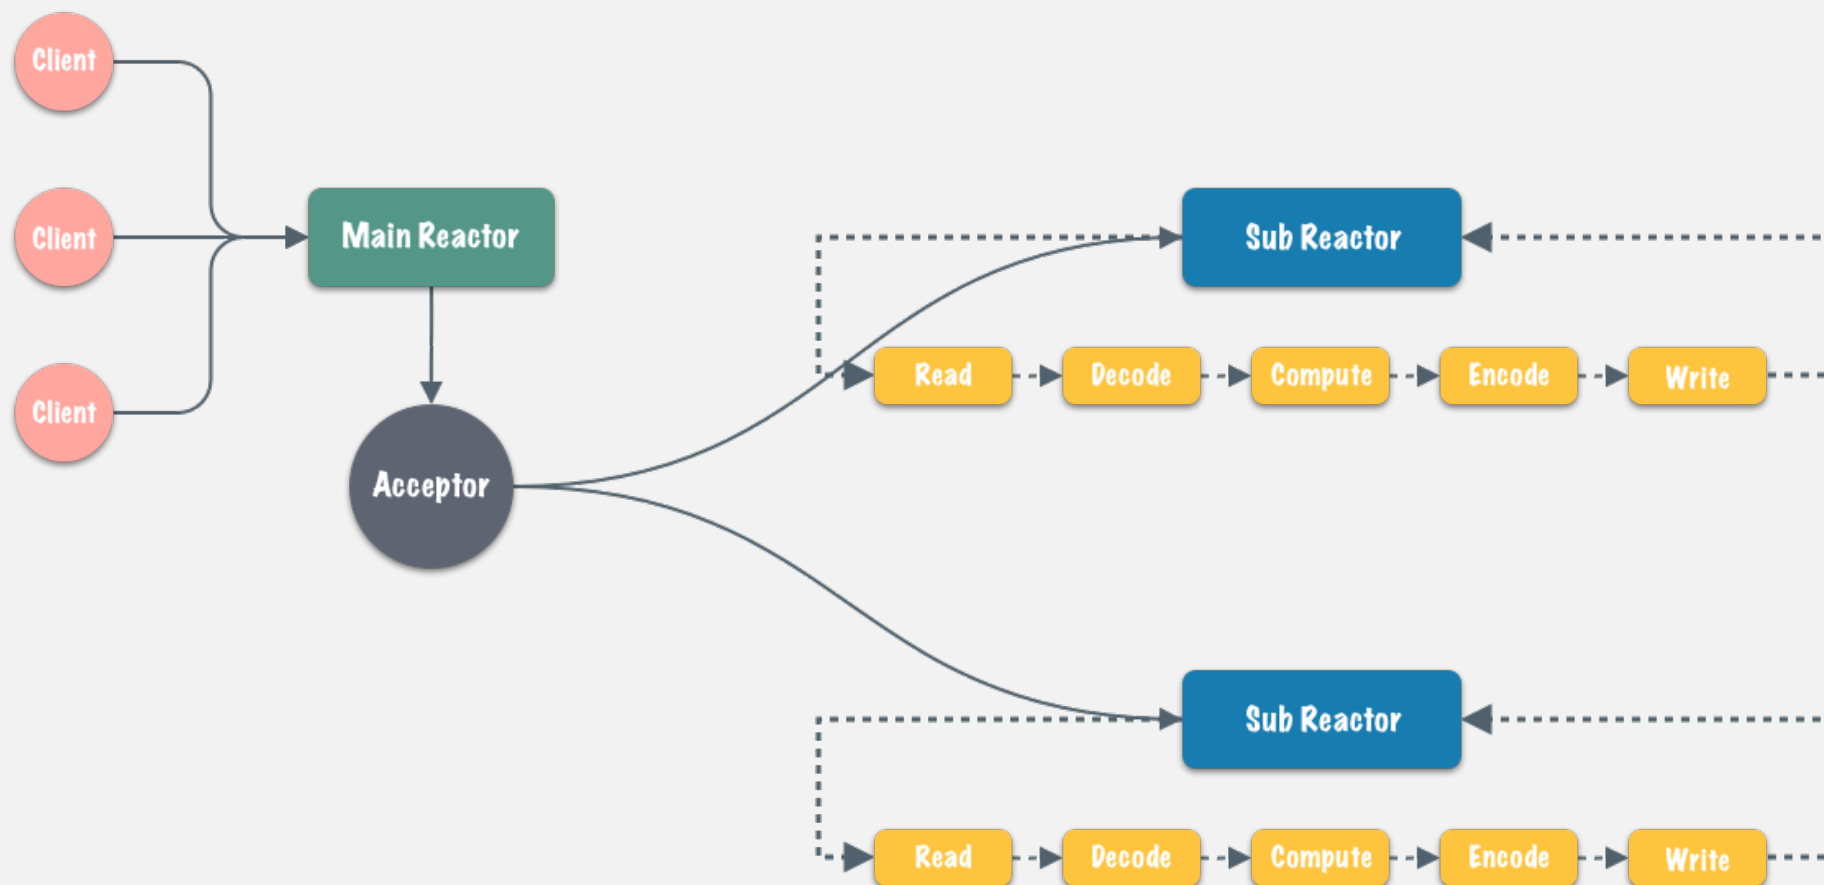 Client
Client
Client
Main Reactor
Acceptor
Sub Reactor
Read
Decode
Compute
Encode
Write
Sub Reactor
Read
Decode
Compute
Encode
Write